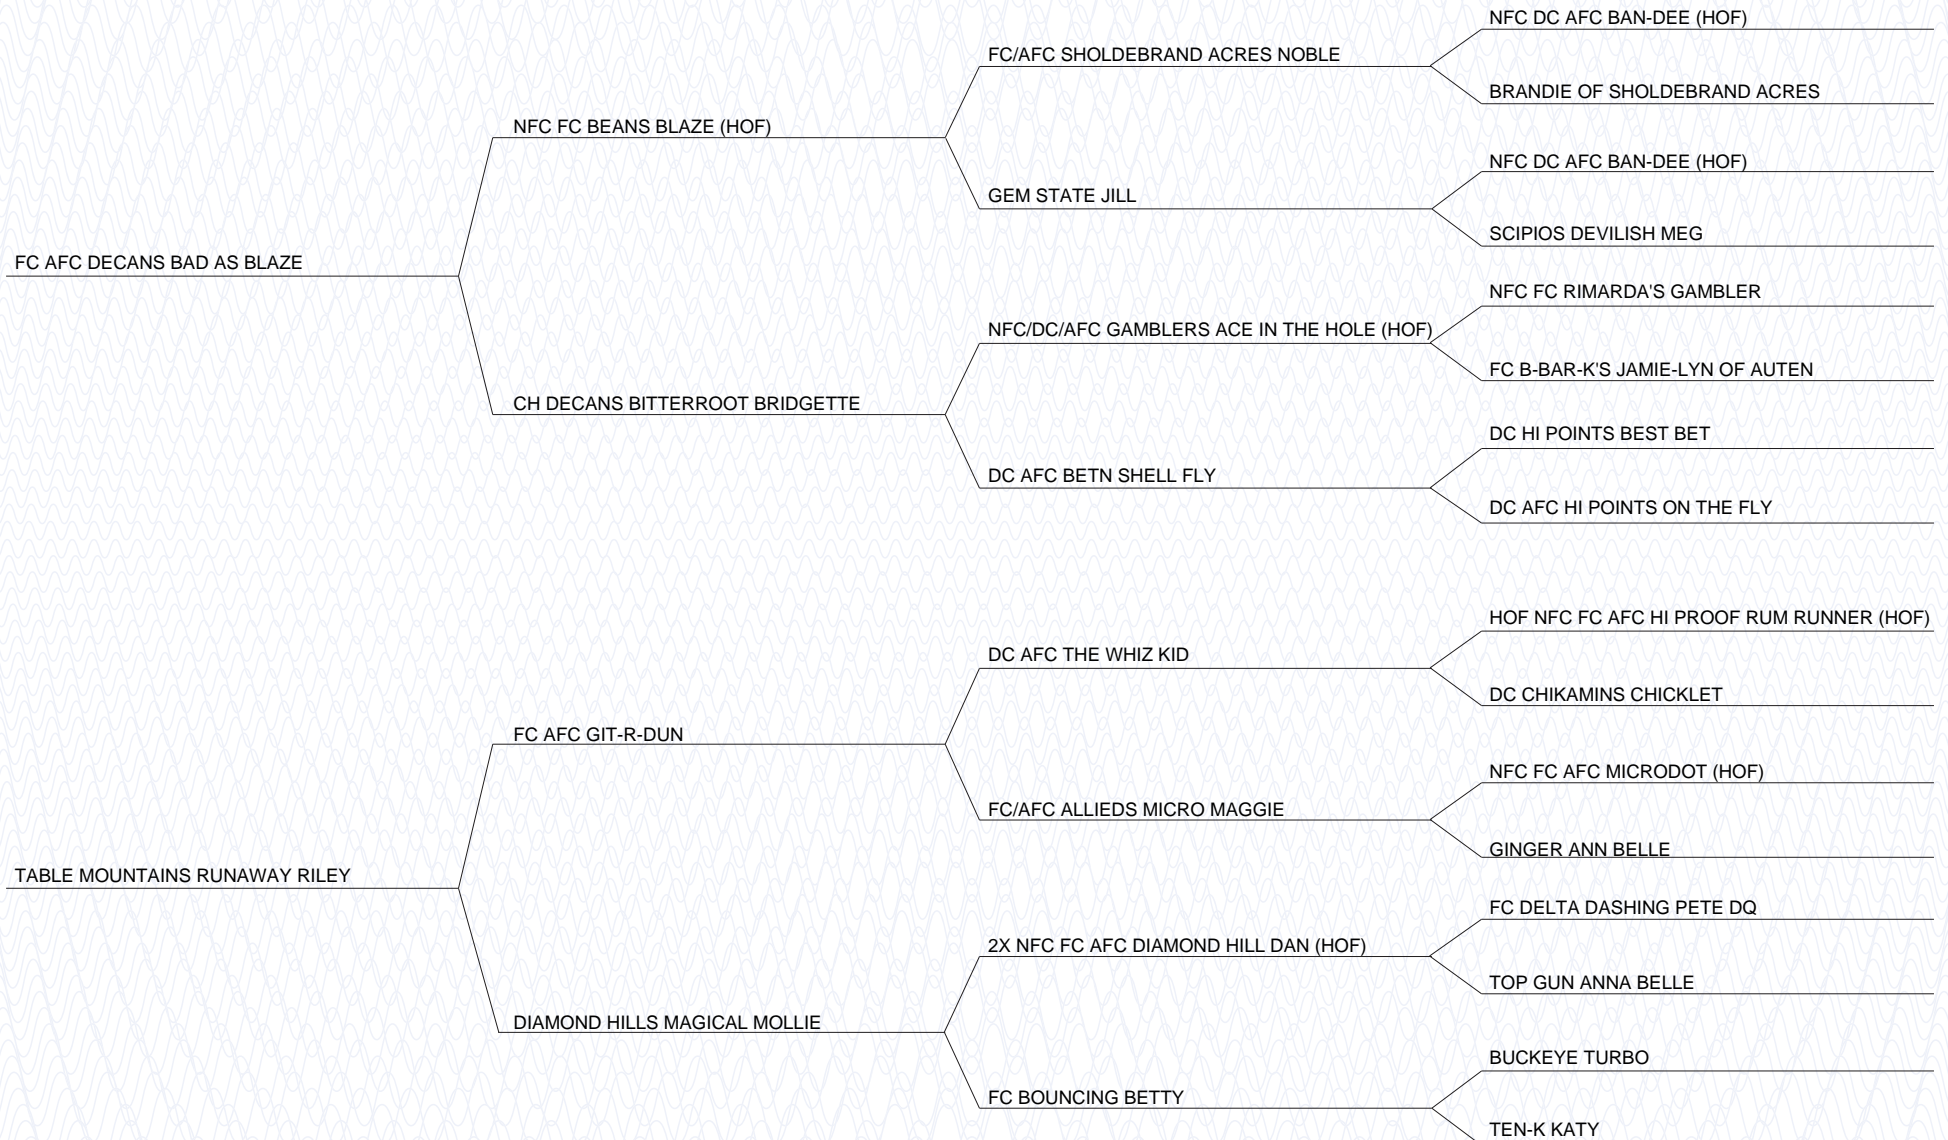 NFC DC AFC BAN-DEE (HOF)
FC/AFC SHOLDEBRAND ACRES NOBLE
BRANDIE OF SHOLDEBRAND ACRES
NFC FC BEANS BLAZE (HOF)
NFC DC AFC BAN-DEE (HOF)
GEM STATE JILL
SCIPIOS DEVILISH MEG
FC AFC DECANS BAD AS BLAZE
NFC FC RIMARDA'S GAMBLER
NFC/DC/AFC GAMBLERS ACE IN THE HOLE (HOF)
FC B-BAR-K'S JAMIE-LYN OF AUTEN
CH DECANS BITTERROOT BRIDGETTE
DC HI POINTS BEST BET
DC AFC BETN SHELL FLY
DC AFC HI POINTS ON THE FLY
HOF NFC FC AFC HI PROOF RUM RUNNER (HOF)
DC AFC THE WHIZ KID
DC CHIKAMINS CHICKLET
FC AFC GIT-R-DUN
NFC FC AFC MICRODOT (HOF)
FC/AFC ALLIEDS MICRO MAGGIE
GINGER ANN BELLE
TABLE MOUNTAINS RUNAWAY RILEY
FC DELTA DASHING PETE DQ
2X NFC FC AFC DIAMOND HILL DAN (HOF)
TOP GUN ANNA BELLE
DIAMOND HILLS MAGICAL MOLLIE
BUCKEYE TURBO
FC BOUNCING BETTY
TEN-K KATY